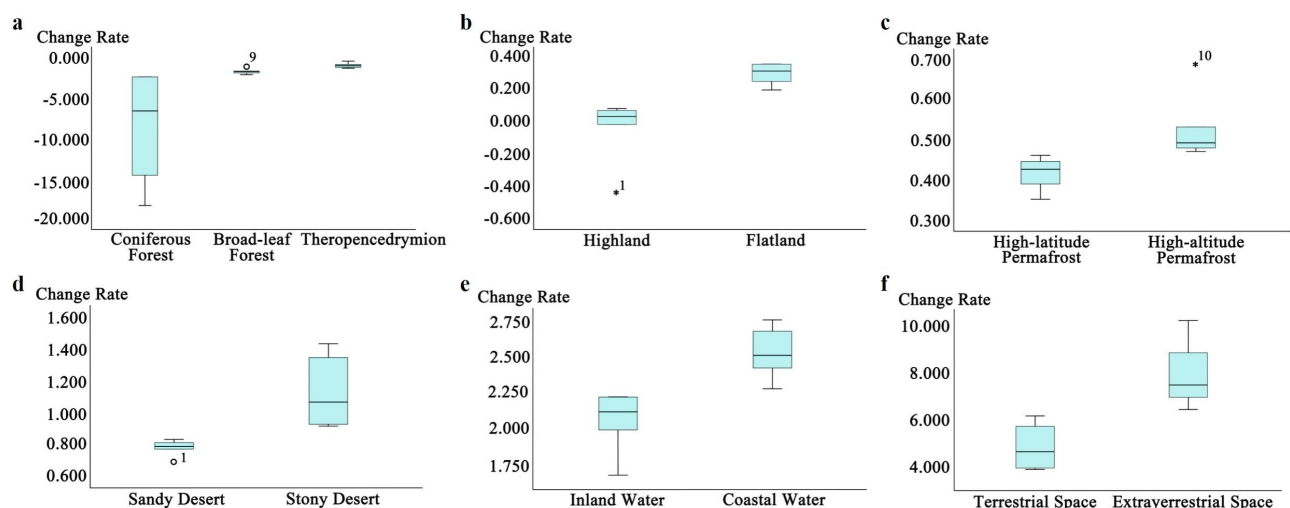 a
Change Rate
0.000
-5.000
-10.000
-15.000
-20.000
9
Coniferous
Forest
Broad-leaf
Forest
Theropencedrymion
b
Change Rate
0.400
0.200
0.000
-0.200
-0.400
-0.600
*1
Highland
Flatland
c
Change Rate
0.700
0.600
0.500
0.400
0.300
*10
High-latitude
Permafrost
High-altitude
Permafrost
d
Change Rate
1.600
1.400
1.200
1.000
0.800
0.600
1
Sandy Desert
Stony Desert
e
Change Rate
2.750
2.500
2.250
2.000
1.750
Inland Water
Coastal Water
f
Change Rate
10.000
8.000
6.000
4.000
Terrestrial Space
Extraverrestrial Space